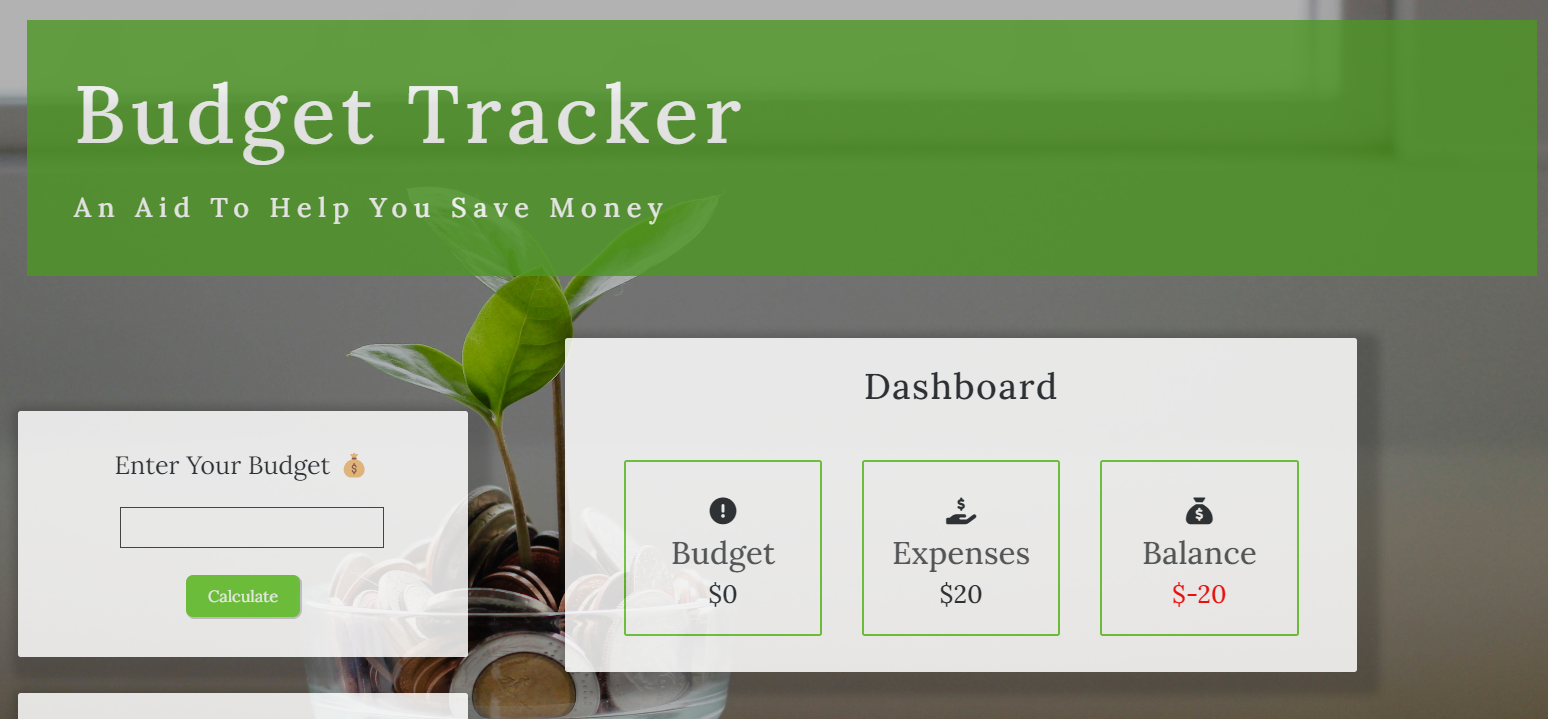 Budget Tracker
An Aid To Help You Save Money
Enter Your Budget 💰
Calculate
Dashboard
Budget
$0
Expenses
$20
Balance
$-20